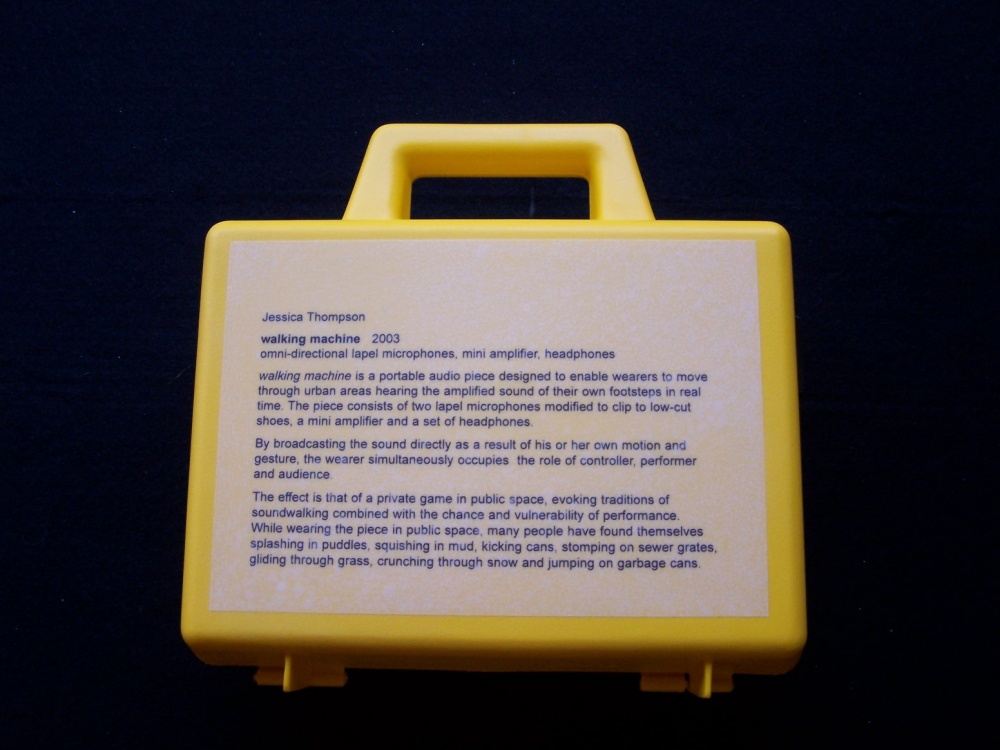 Jessica Thompson
walking machine 2003
omni-directional lapel microphones, mini amplifier, headphones
walking machine is a portable audio piece designed to enable wearers to move
through urban areas hearing the amplified sound of their own footsteps in real
time. The piece consists of two lapel microphones modified to clip to low-cut
shoes, a mini amplifier and a set of headphones.
By broadcasting the sound directly as a result of his or her own motion and
gesture, the wearer simultaneously occupies the role of controller, performer
and audience.
The effect is that of a private game in public space, evoking traditions of
soundwalking combined with the chance and vulnerability of performance.
While wearing the piece in public space, many people have found themselves
splashing in puddles, squishing in mud, kicking cans, stomping on sewer grates,
gliding through grass, crunching through snow and jumping on garbage cans.